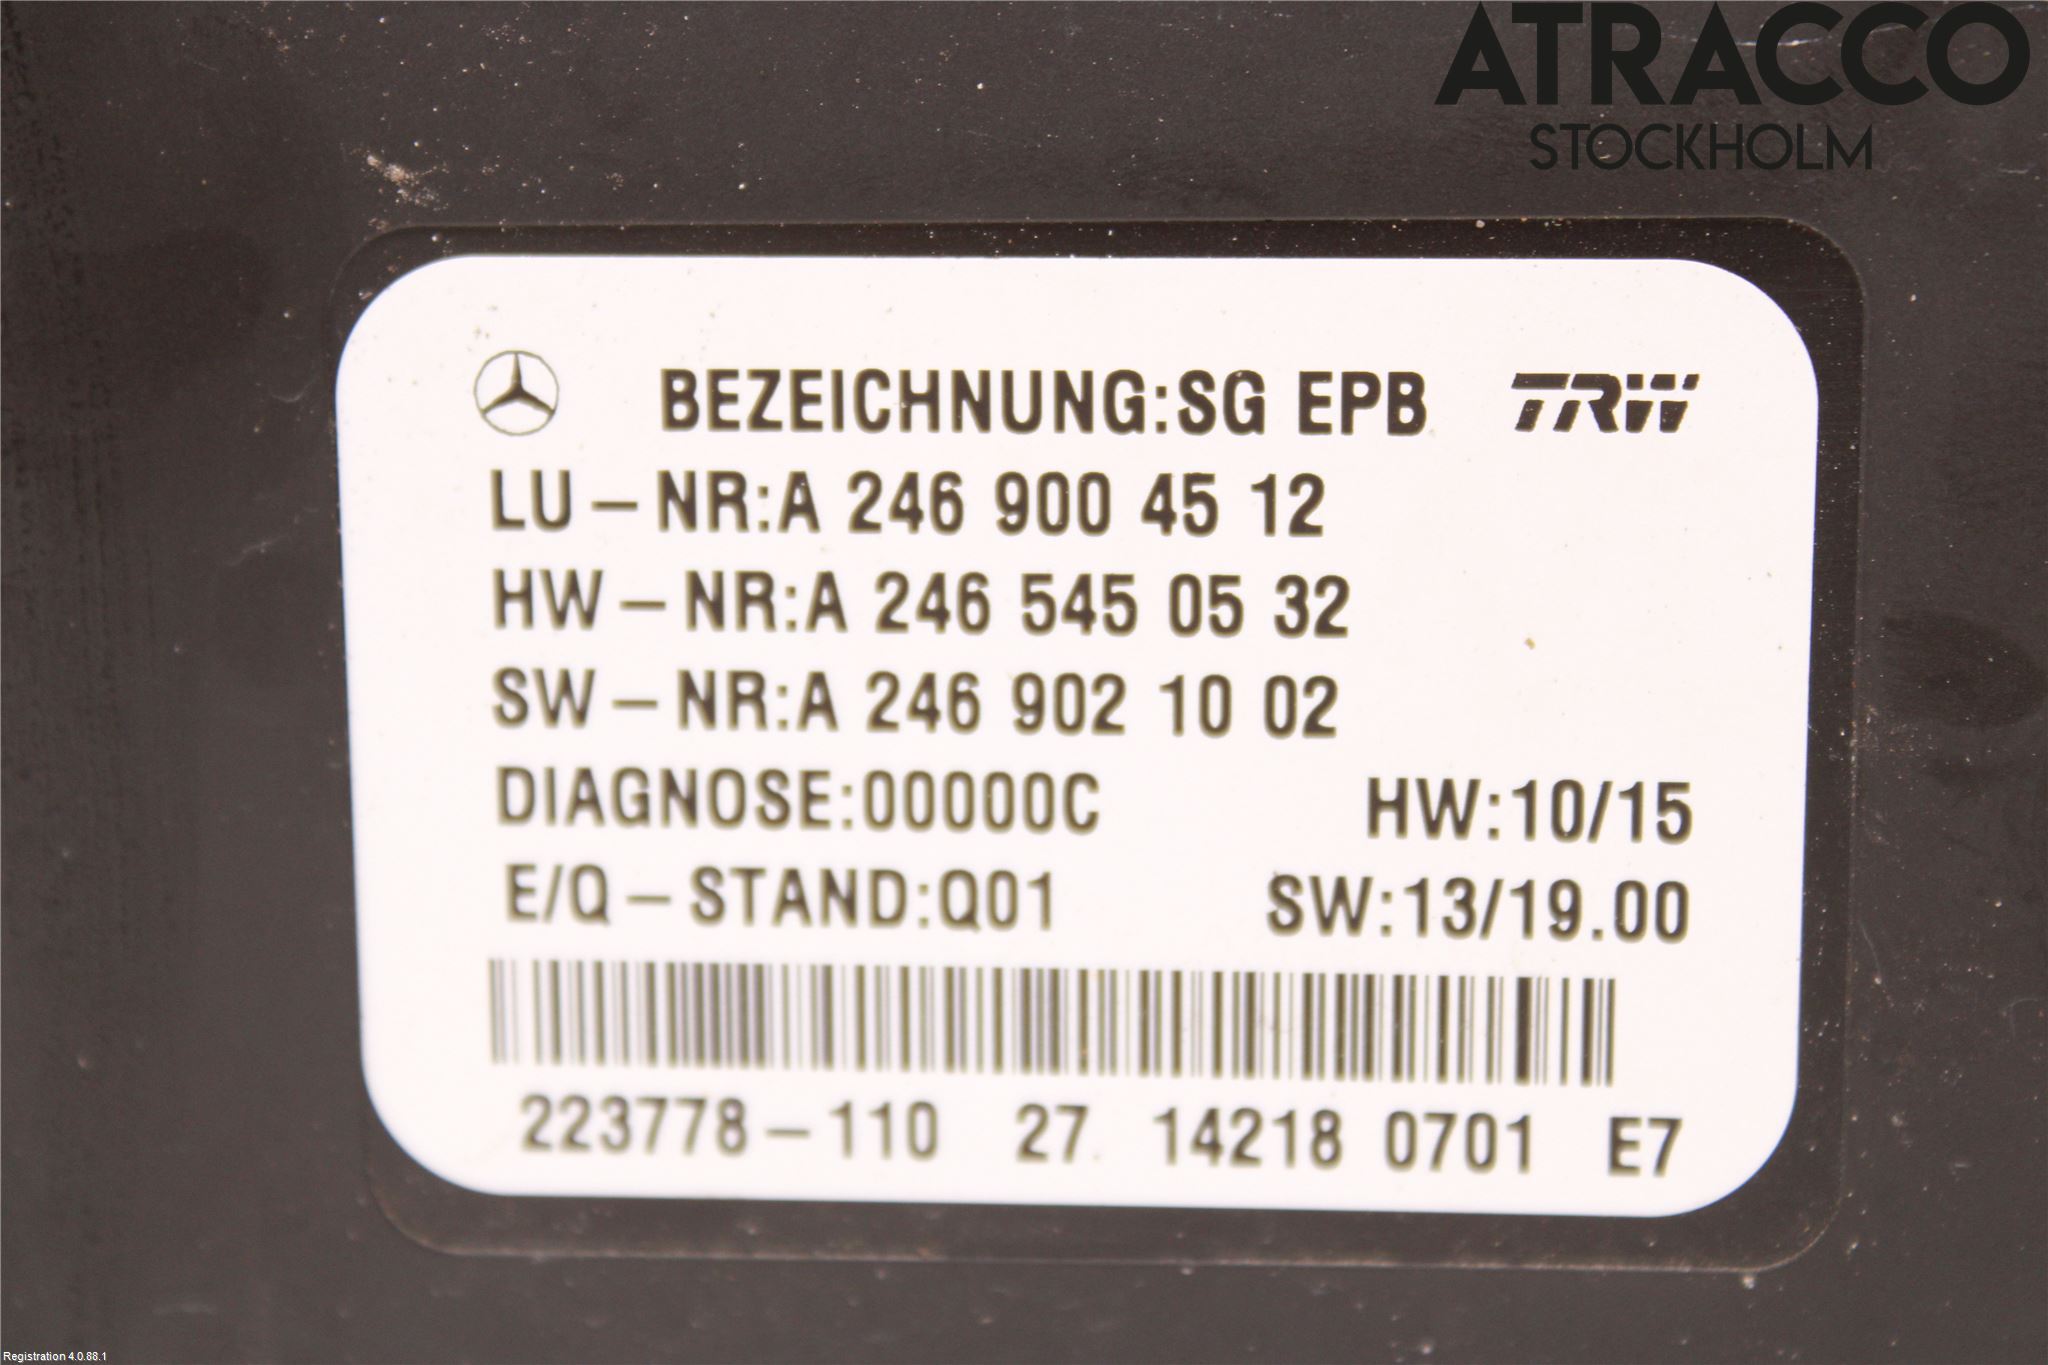 ATRACCO
STOCKHOLM
BEZEICHNUNG:SG EPB TRW
LU-NR:A 246 900 45 12
HW-NR:A 246 545 05 32
SW-NR:A 246 902 10 02
DIAGNOSE:00000C HW:10/15
E/Q-STAND:Q01 SW:13/19.00
223778-110 27 14218 0701 E7
Registration 4.0.88.1